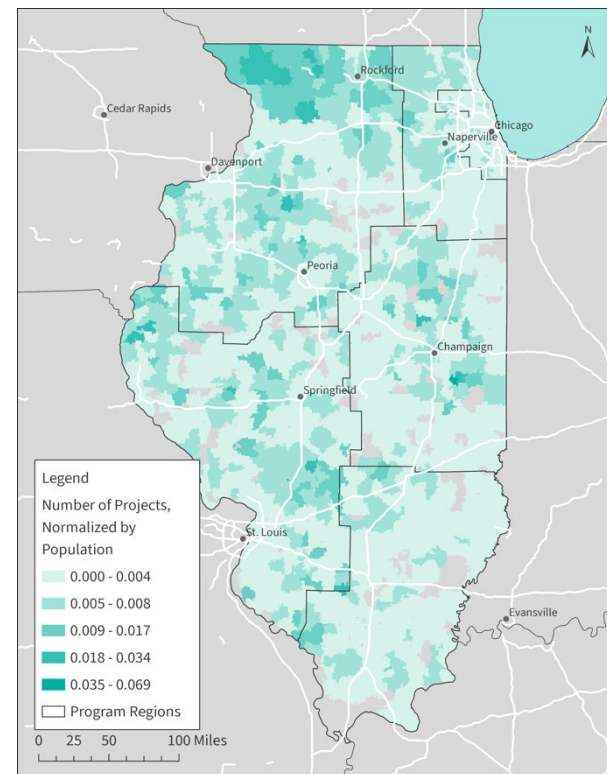 N
Rockford
Cedar Rapids
Chicago
Naperville
Davenport
Peoria
Champaign
Springfield
Legend
Number of Projects,
Normalized by
Population
0.000 - 0.004
0.005 - 0.008
0.009 - 0.017
0.018 - 0.034
0.035 - 0.069
Program Regions
St. Louis
Evansville
0 25 50 100 Miles